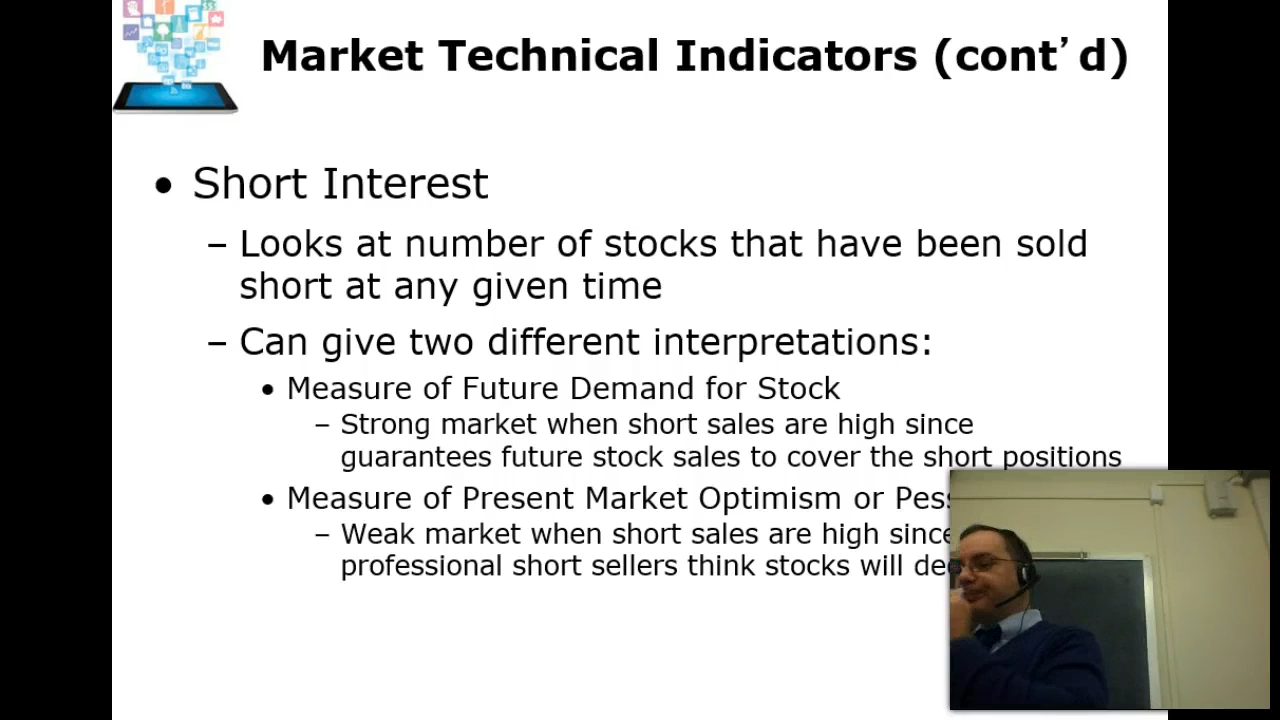 Market Technical Indicators (cont’d)
• Short Interest
– Looks at number of stocks that have been sold
short at any given time
– Can give two different interpretations:
• Measure of Future Demand for Stock
– Strong market when short sales are high since
guarantees future stock sales to cover the short positions
• Measure of Present Market Optimism or Pess
– Weak market when short sales are high since
professional short sellers think stocks will de